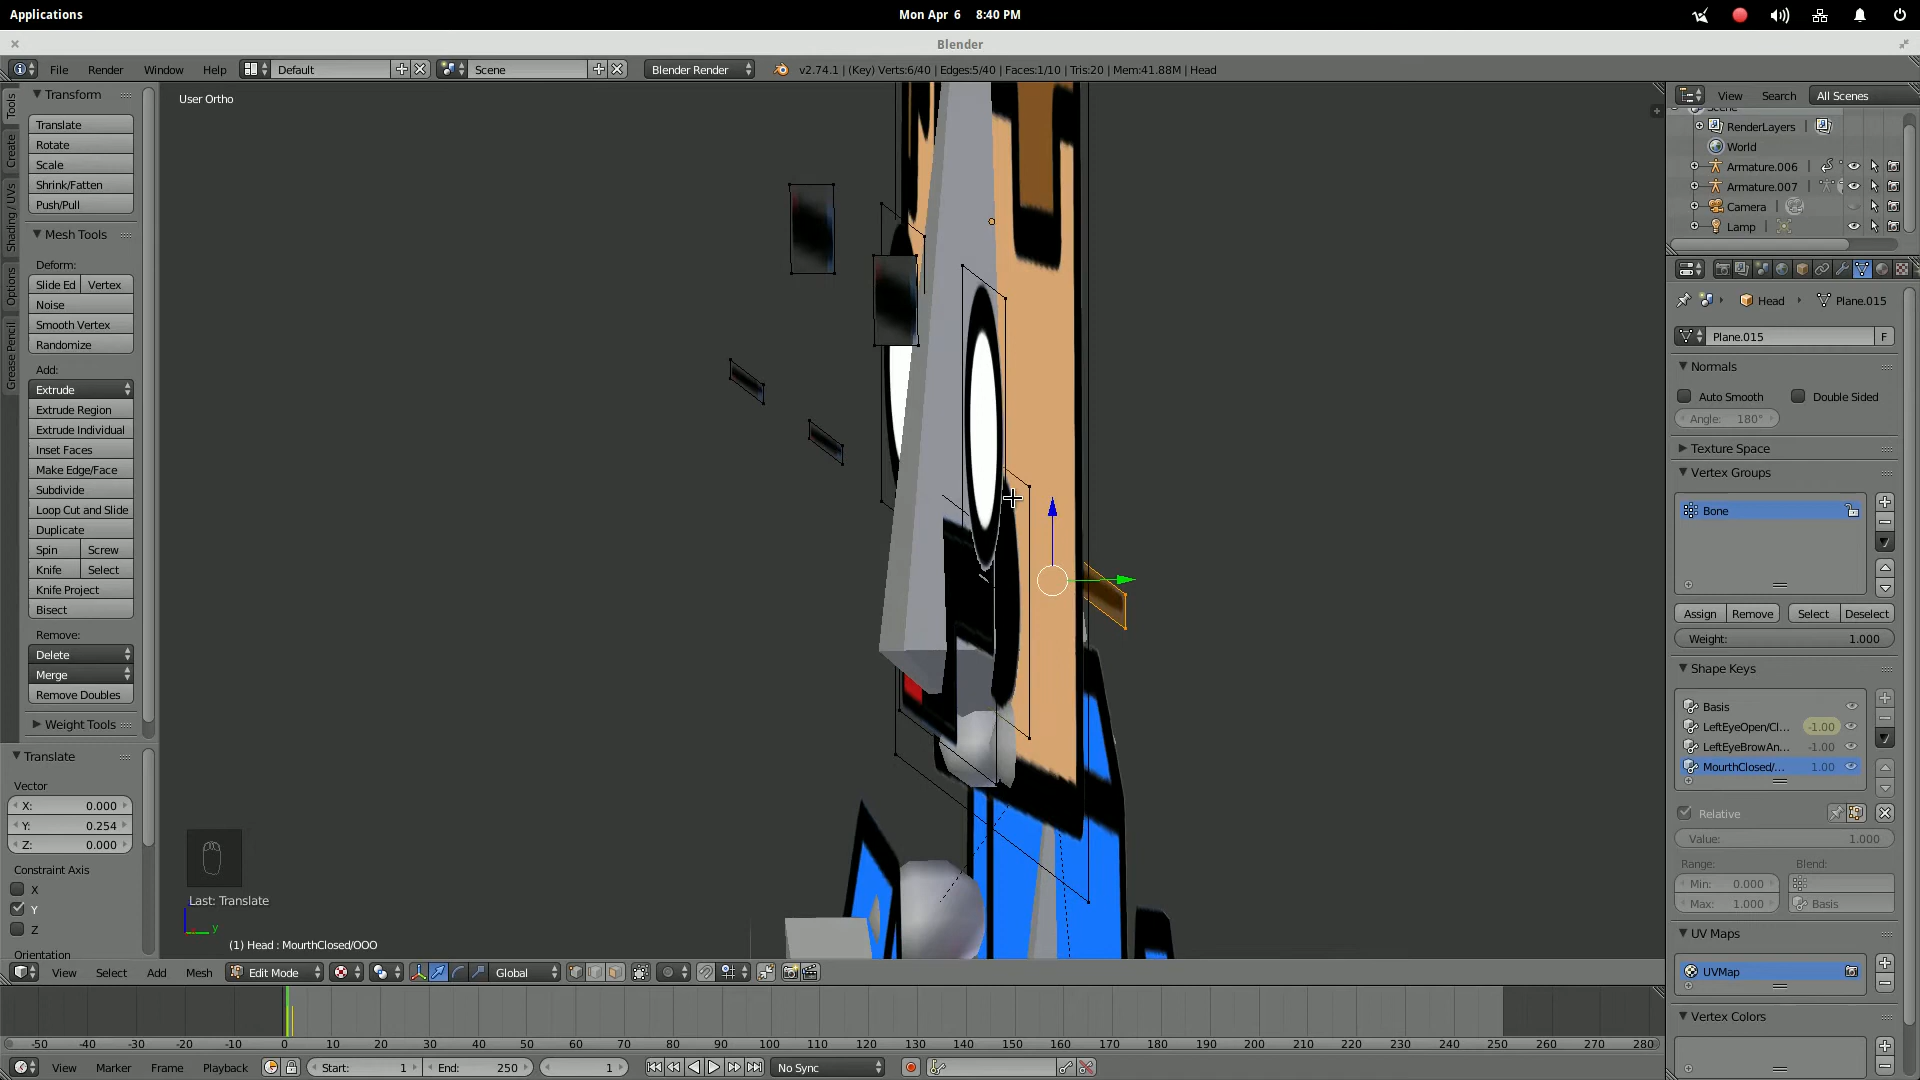 Applications
Mon Apr 6 8:40 PM
Blender
File Render Window Help Default Scene Blender Render v2.74.1 | (Key) Verts:6/40 | Edges:5/40 | Faces:1/10 | Tris:20 | Mem:41.88M | Head
Tools
Create
Shading / UVs
Options
Grease Pencil
Transform
Translate
Rotate
Scale
Shrink/Fatten
Push/Pull
Mesh Tools
Deform:
Slide Ed Vertex
Noise
Smooth Vertex
Randomize
Add:
Extrude
Extrude Region
Extrude Individual
Inset Faces
Make Edge/Face
Subdivide
Loop Cut and Slide
Duplicate
Spin Screw
Knife Select
Knife Project
Bisect
Remove:
Delete
Merge
Remove Doubles
Weight Tools
Translate
Vector
X: 0.000
Y: 0.254
Z: 0.000
Constraint Axis
X
Y
Z
Orientation
User Ortho
Last: Translate
y
(1) Head : MourthClosed/OOO
View Select Add Mesh Edit Mode Global
-50 -40 -30 -20 -10 0 10 20 30 40 50 60 70 80 90 100 110 120 130 140 150 160 170 180 190 200 210 220 230 240 250 260 270 280
View Marker Frame Playback Start: 1 End: 250 1 No Sync
View Search All Scenes
RenderLayers |
World
Armature.006 |
Armature.007 |
Camera |
Lamp |
Head Plane.015
Plane.015 F
Normals
Auto Smooth Double Sided
Angle: 180°
Texture Space
Vertex Groups
Bone
Assign Remove Select Deselect
Weight: 1.000
Shape Keys
Basis
LeftEyeOpen/Cl... -1.00
LeftEyeBrowAn... -1.00
MourthClosed/... 1.00
Relative
Value: 1.000
Range: Blend:
Min: 0.000
Max: 1.000 Basis
UV Maps
UVMap
Vertex Colors